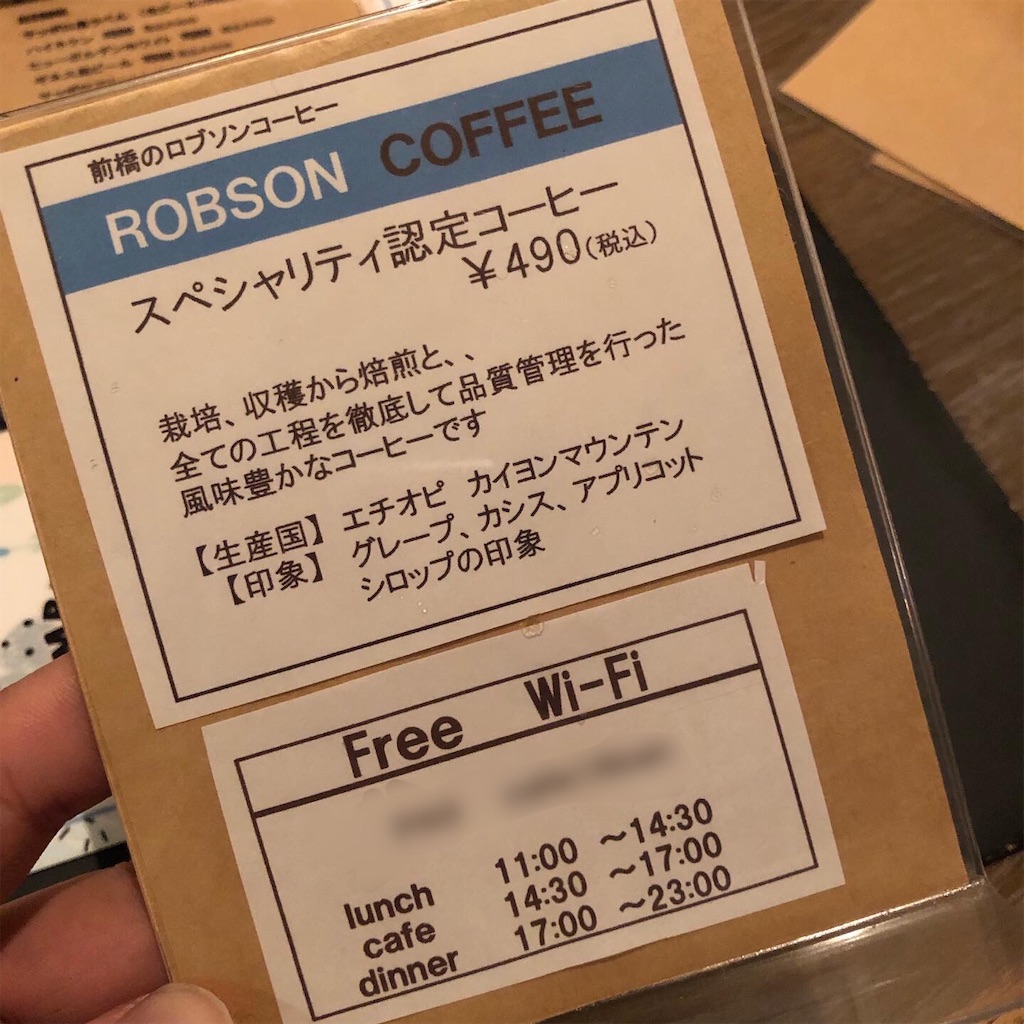 前橋のロブソンコーヒー
ROBSON COFFEE
スペシャリティ認定コーヒー
￥490(税込)
栽培、収穫から焙煎と、、
全ての工程を徹底して品質管理を行った
風味豊かなコーヒーです
【生産国】 エチオピ カイヨンマウンテン
【印象】 グレープ、カシス、アプリコット
シロップの印象
Free Wi-Fi
lunch 11:00 ～14:30
cafe 14:30 ～17:00
dinner 17:00 ～23:00